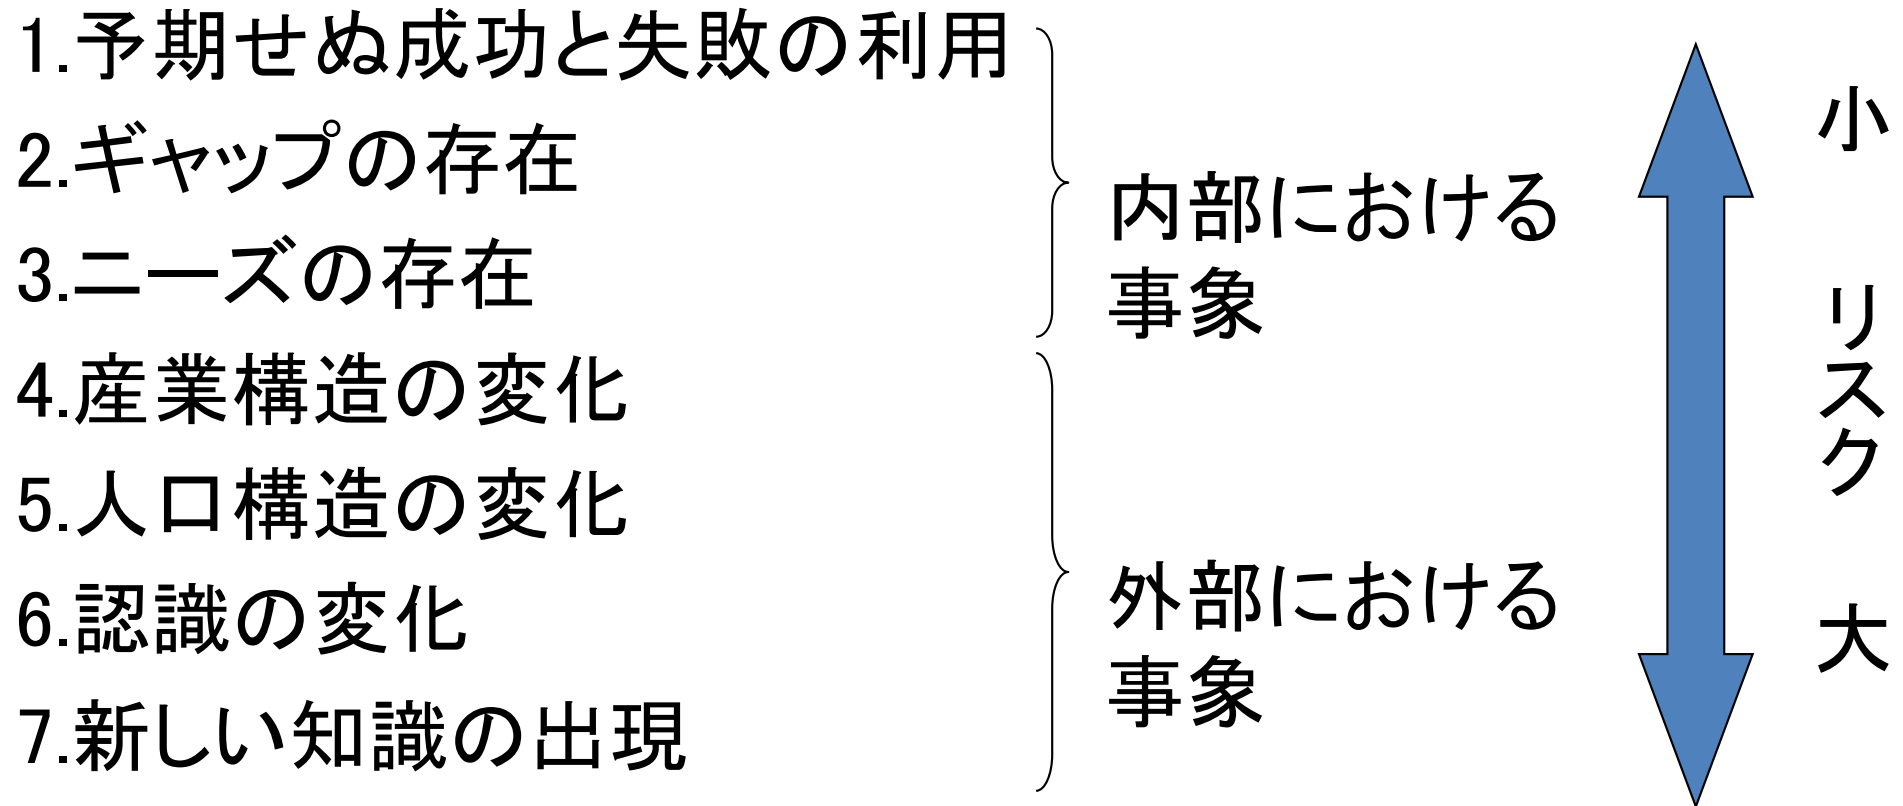 1.予期せぬ成功と失敗の利用
2.ギャップの存在
3.ニーズの存在
4.産業構造の変化
5.人口構造の変化
6.認識の変化
7.新しい知識の出現
内部における
事象
外部における
事象
小
リスク
大